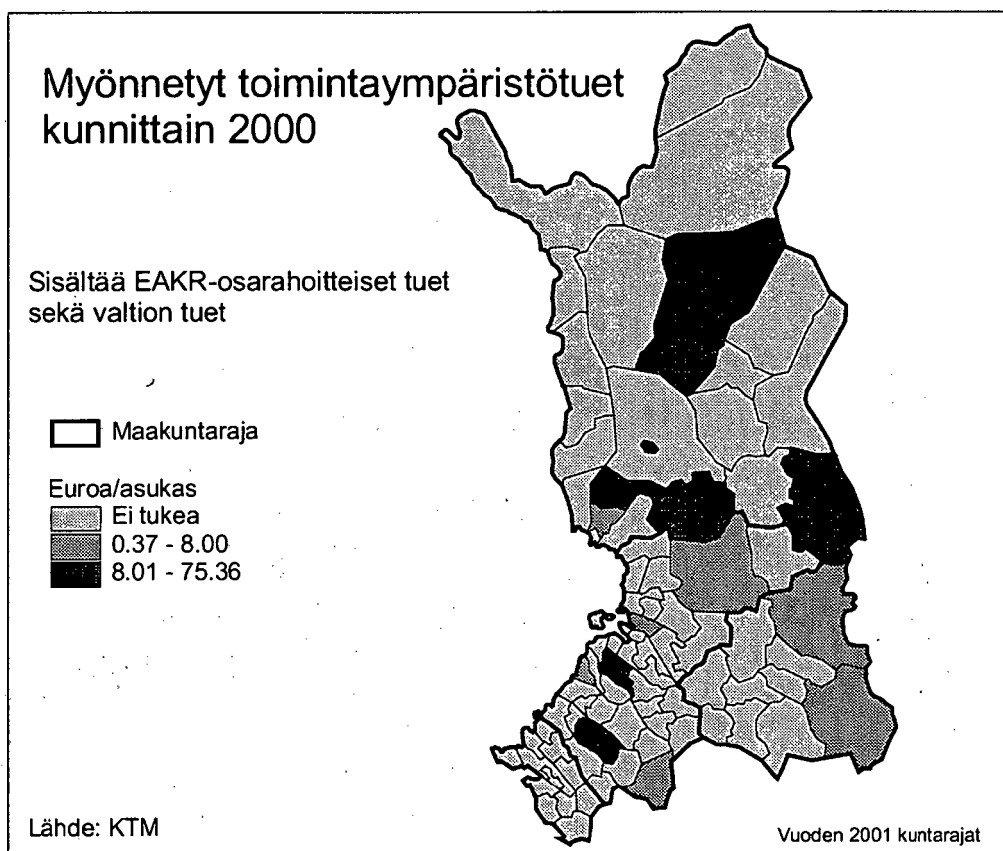 Myönnetyt toimintaympäristötuet
kunnittain 2000
Sisältää EAKR-osarahoitteiset tuet
sekä valtion tuet
Maakuntaraja
Euroa/asukas
Ei tukea
0.37 - 8.00
8.01 - 75.36
Lähde: KTM
Vuoden 2001 kuntarajat